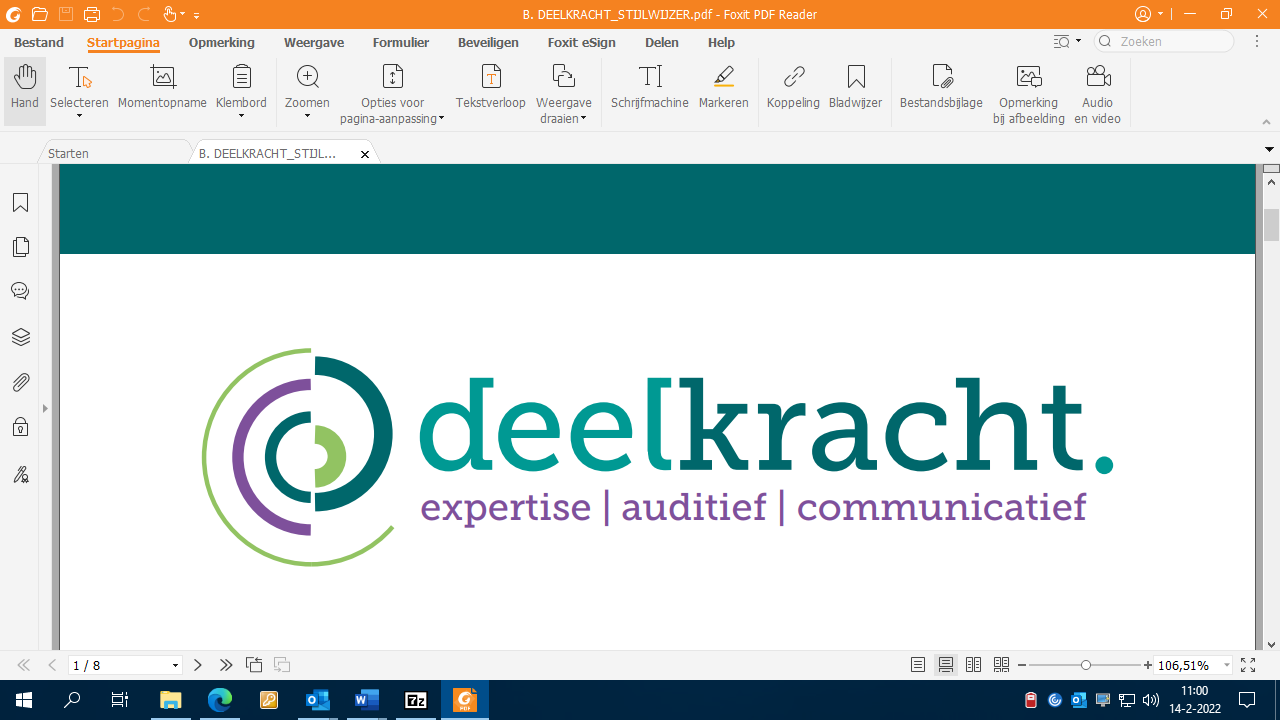 B. DEELKRACHT_STIJLWIJZER.pdf - Foxit PDF Reader
Bestand Startpagina Opmerking Weergave Formulier Beveiligen Foxit eSign Delen Help Zoeken
Hand Selecteren Momentopname Klembord Zoomen Opties voor pagina-aanpassing Tekstverloop Weergave draaien Schrijfmachine Markeren Koppeling Bladwijzer Bestandsbijlage Opmerking bij afbeelding Audio en video
Starten B. DEELKRACHT_STIJL...
deelkracht.
expertise | auditief | communicatief
1 / 8 106,51%
11:00
14-2-2022